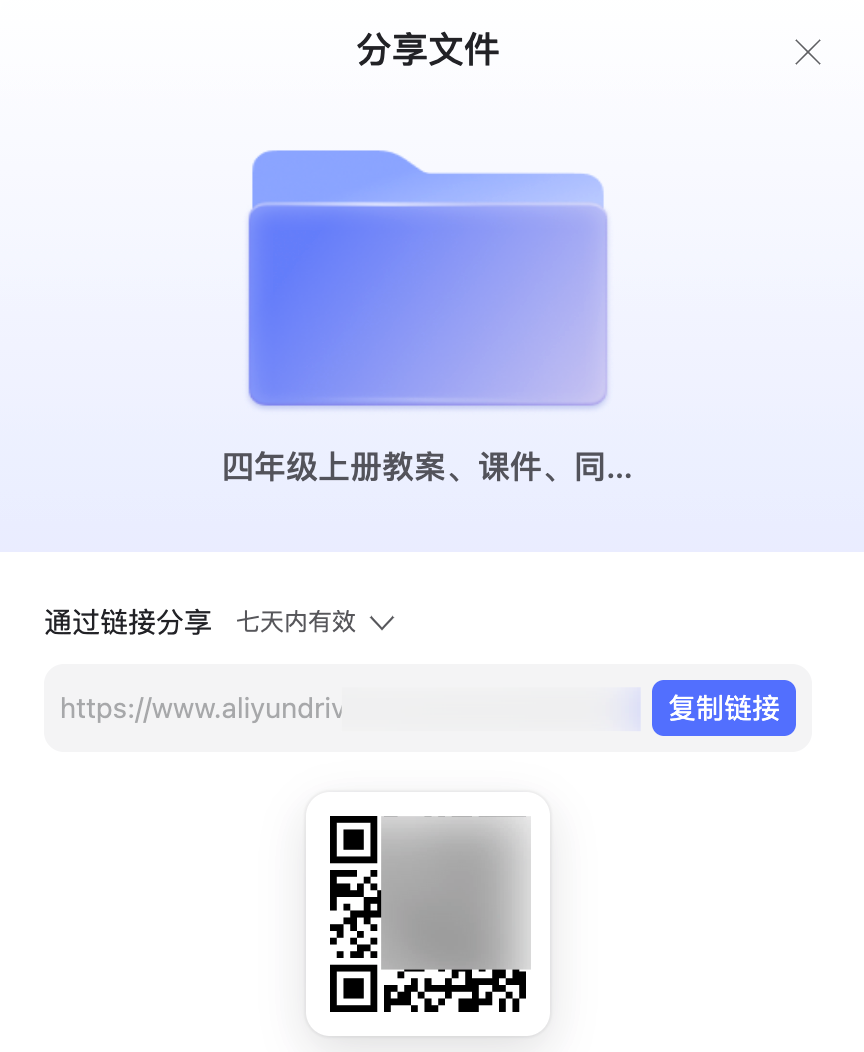 分享文件
四年级上册教案、课件、同...
通过链接分享 七天内有效
https://www.aliyundriv
复制链接